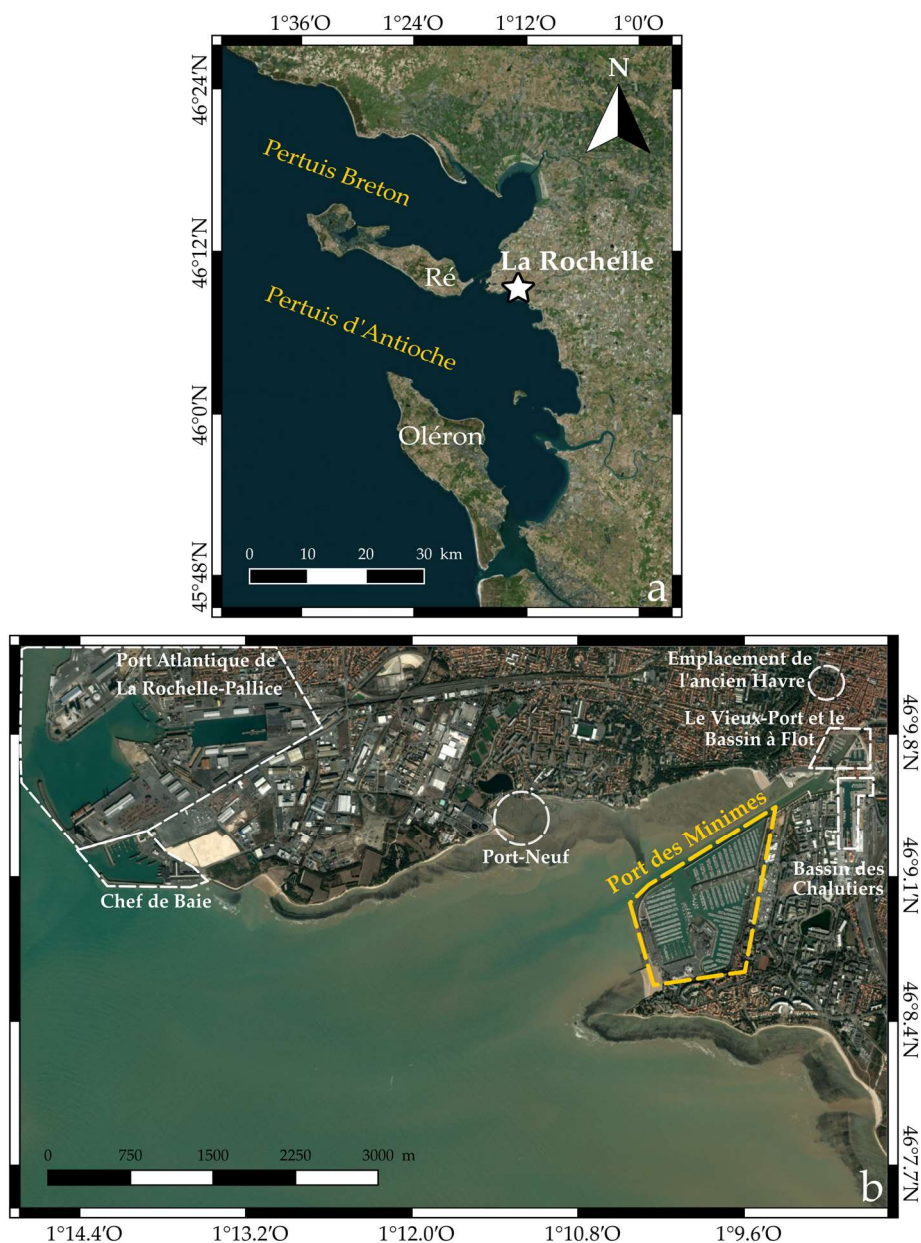 1°36'O 1°24'O 1°12'O 1°0'O
46°24'N
N
Pertuis Breton
46°12'N
La Rochelle
Ré
Pertuis d'Antioche
46°0'N
Oléron
0 10 20 30 km
45°48'N
a
Port Atlantique de
La Rochelle-Pallice
Emplacement de
l'ancien Havre
Le Vieux-Port et le
Bassin à Flot
46°9.8'N
Port des Minimes
Port-Neuf
Bassin des
Chalutiers
46°9.1'N
Chef de Baie
46°8.4'N
0 750 1500 2250 3000 m
46°7.7'N
b
1°14.4'O 1°13.2'O 1°12.0'O 1°10.8'O 1°9.6'O